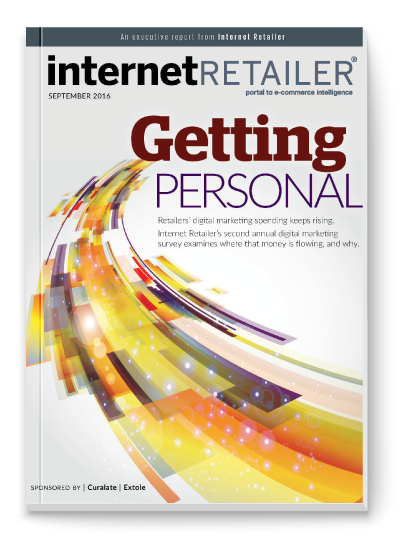 An executive report from Internet Retailer
internetRETAILER®
SEPTEMBER 2016
portal to e-commerce intelligence
Getting
PERSONAL
Retailers' digital marketing spending keeps rising.
Internet Retailer's second annual digital marketing
survey examines where that money is flowing, and why.
SPONSORED BY | Curalate | Extole